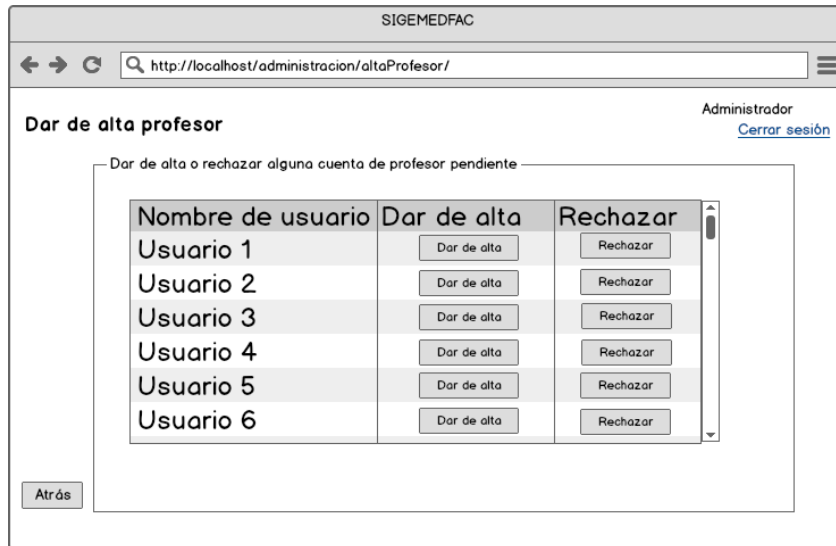 SIGEMEDFAC
http://localhost/administracion/altaProfesor/
Administrador
Dar de alta profesor
Cerrar sesión
Dar de alta o rechazar alguna cuenta de profesor pendiente
Nombre de usuario Dar de alta Rechazar
Usuario 1 Dar de alta Rechazar
Usuario 2 Dar de alta Rechazar
Usuario 3 Dar de alta Rechazar
Usuario 4 Dar de alta Rechazar
Usuario 5 Dar de alta Rechazar
Usuario 6 Dar de alta Rechazar
Atrás